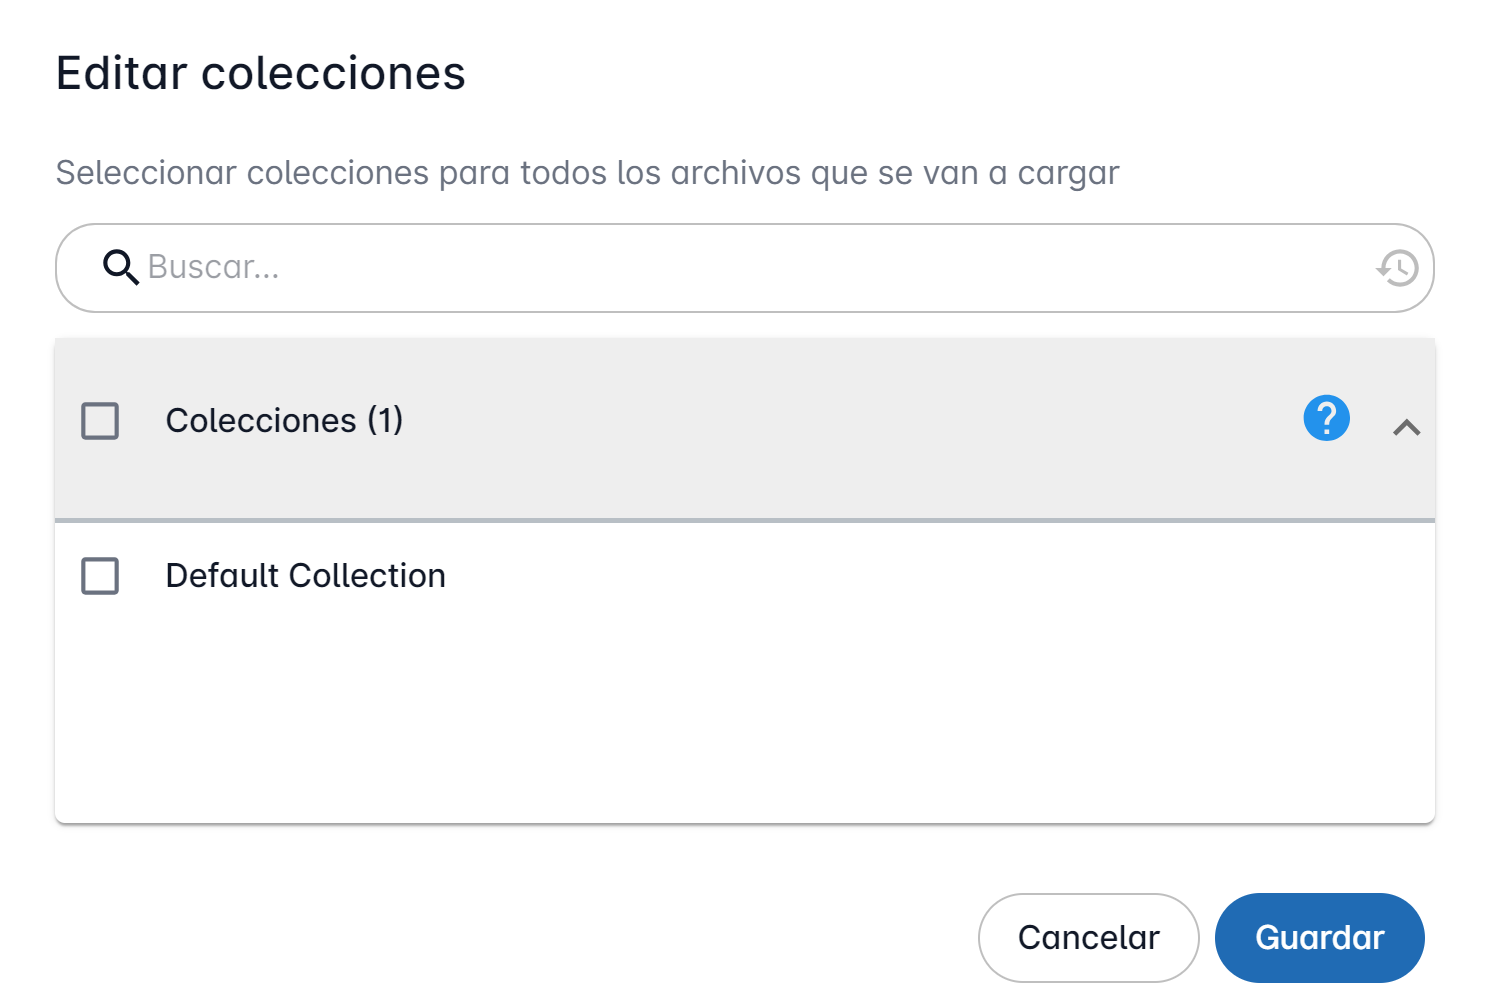 Editar colecciones
Seleccionar colecciones para todos los archivos que se van a cargar
Buscar...
Colecciones (1)
Default Collection
Cancelar
Guardar